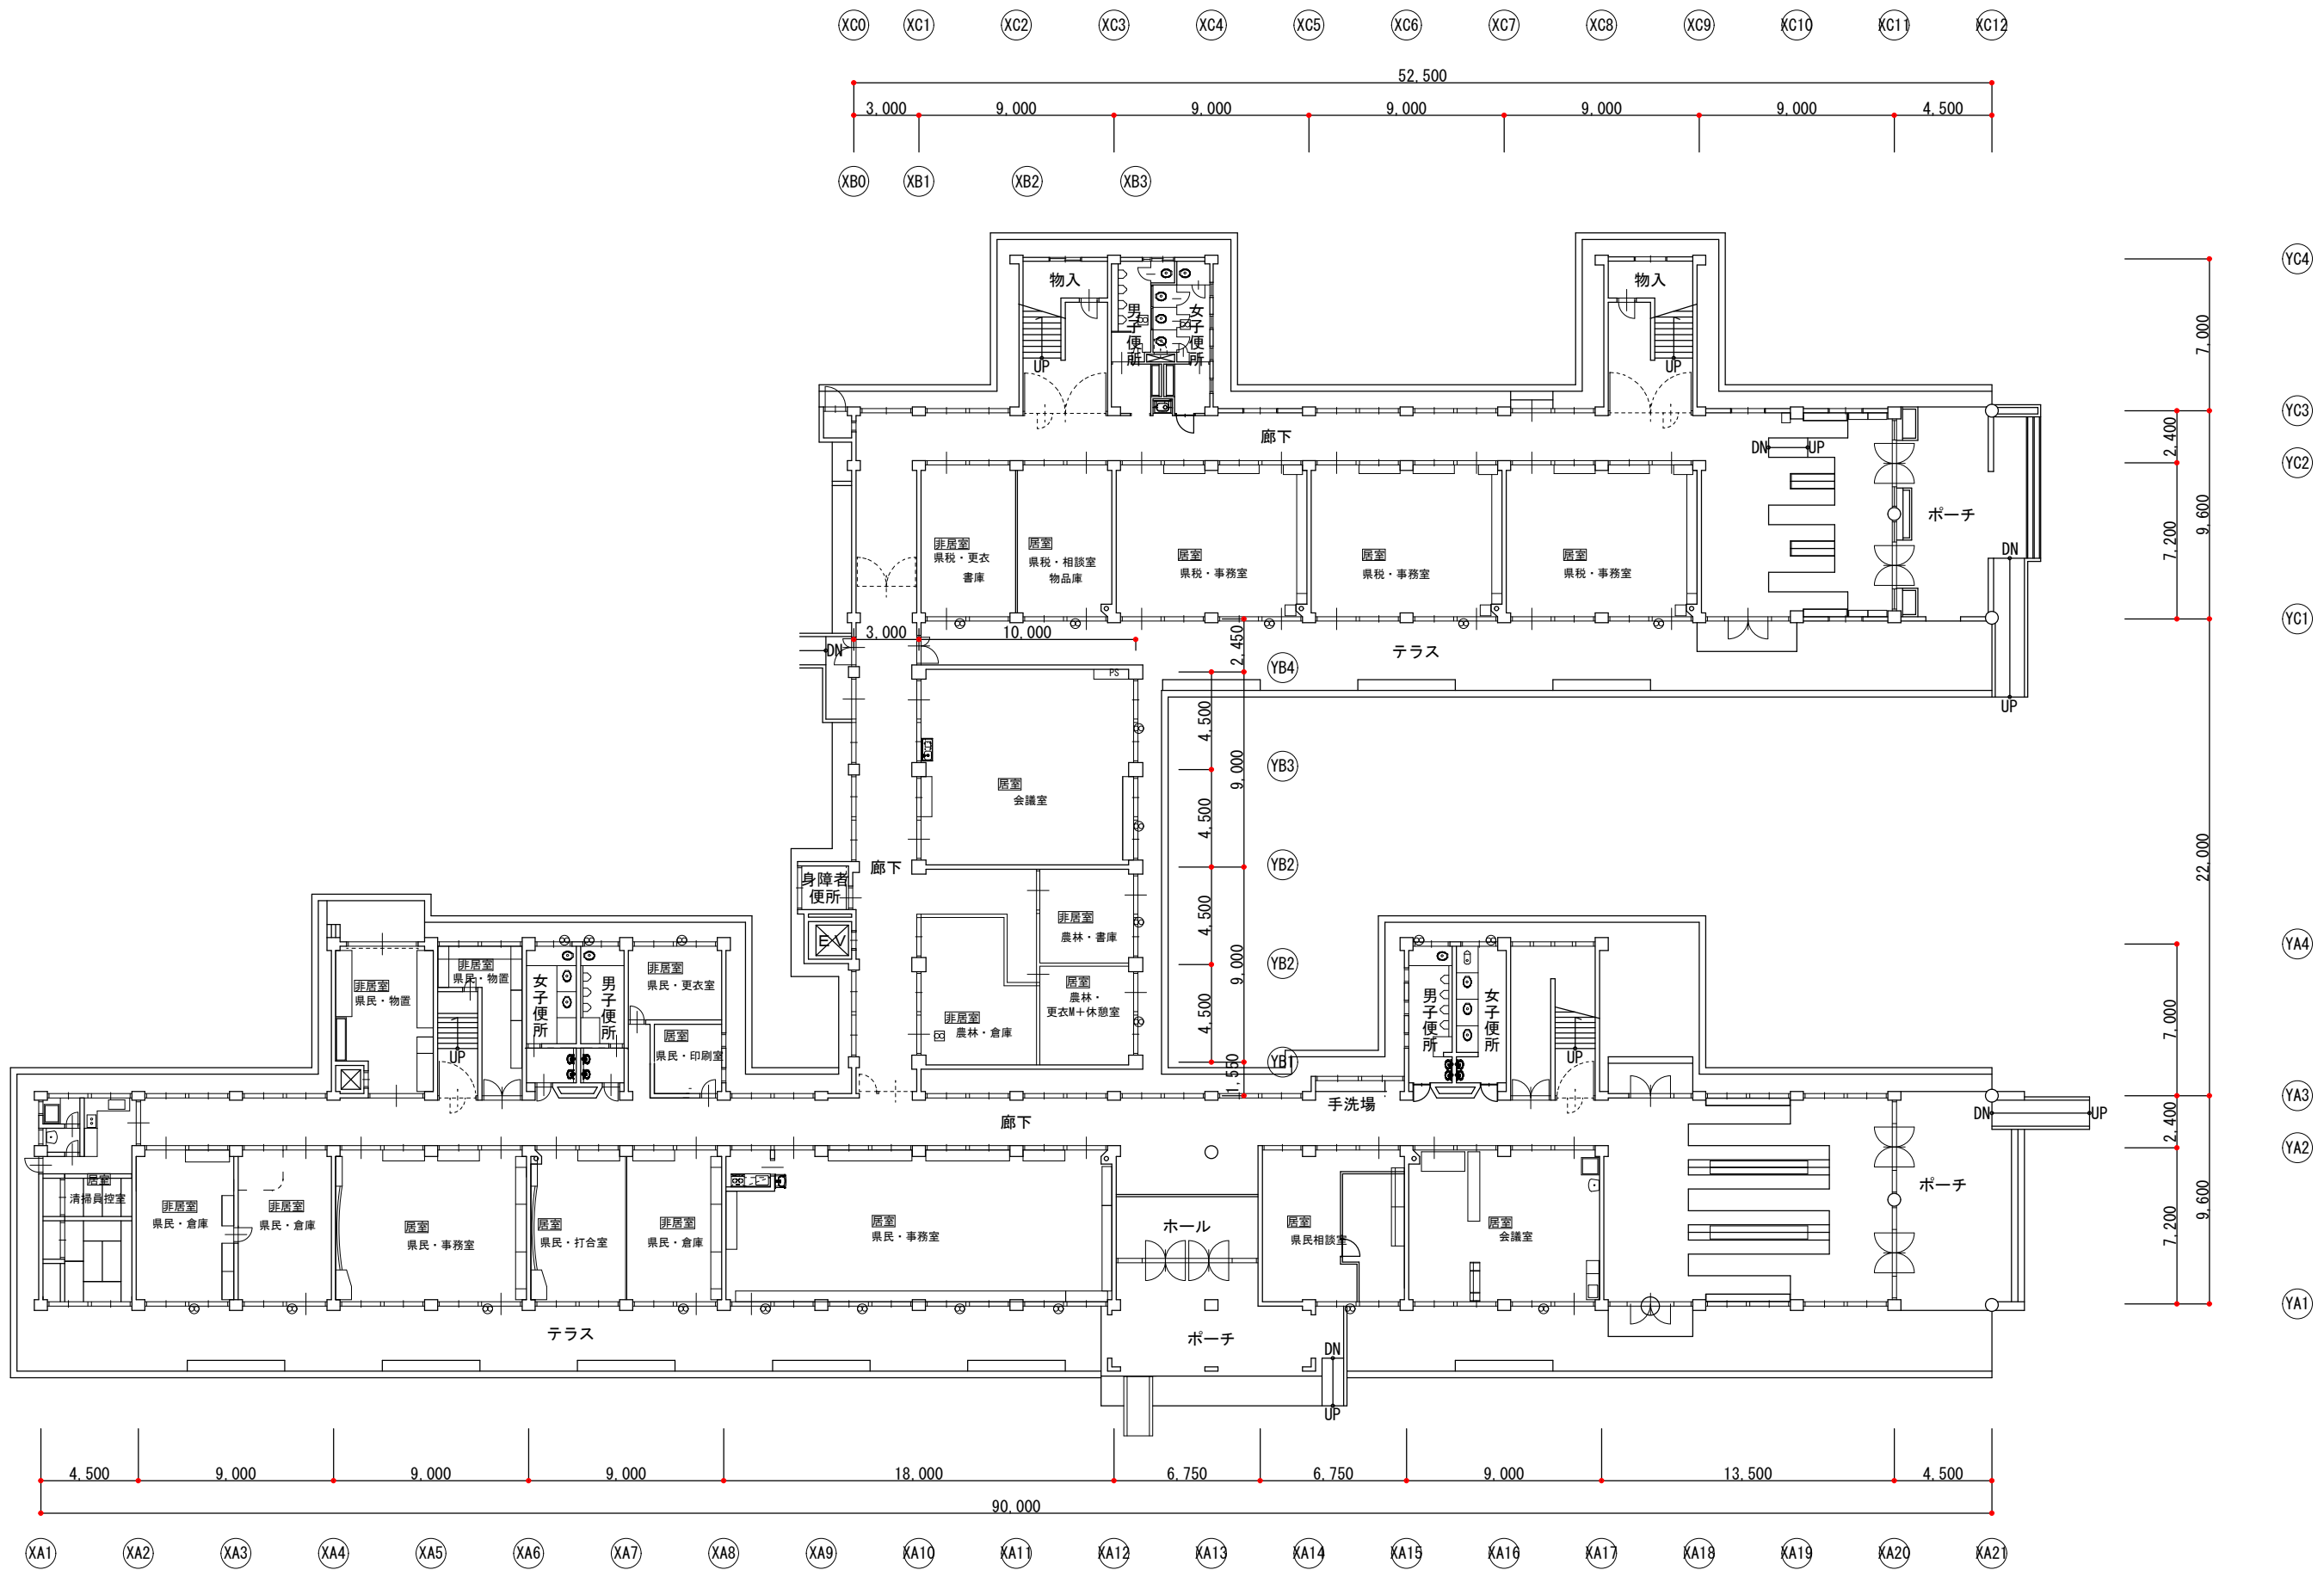 XC0 XC1 XC2 XC3 XC4 XC5 XC6 XC7 XC8 XC9 XC10 XC11 XC12
52,500
3,000 9,000 9,000 9,000 9,000 9,000 4,500
XB0 XB1 XB2 XB3
YC4
物入
男子便所
女子便所
物入
UP
UP
7,000
YC3
廊下
DN UP
2,400
YC2
ポーチ
9,600
7,200
DN
非居室
県税・更衣
書庫
居室
県税・相談室
物品庫
居室
県税・事務室
居室
県税・事務室
居室
県税・事務室
YC1
3,000 10,000
2,450
DN
テラス
YB4
PS
UP
4,500
9,000
YB3
居室
会議室
4,500
22,000
YB2
廊下
身障者
便所
EV
非居室
農林・書庫
4,500
9,000
YB2
居室
農林・
更衣M+休憩室
4,500
非居室
農林・倉庫
YB1
1,550
YA4
非居室
県民・物置
非居室
県民・物置
女子便所
男子便所
非居室
県民・更衣室
居室
県民・印刷室
UP
男子便所
女子便所
UP
7,000
手洗場
YA3
DN UP
廊下
2,400
YA2
ポーチ
9,600
7,200
居室
清掃員控室
非居室
県民・倉庫
非居室
県民・倉庫
居室
県民・事務室
居室
県民・打合室
非居室
県民・倉庫
居室
県民・事務室
ホール
居室
県民相談室
居室
会議室
YA1
テラス
ポーチ
DN
UP
4,500 9,000 9,000 9,000 18,000 6,750 6,750 9,000 13,500 4,500
90,000
XA1 XA2 XA3 XA4 XA5 XA6 XA7 XA8 XA9 XA10 XA11 XA12 XA13 XA14 XA15 XA16 XA17 XA18 XA19 XA20 XA21